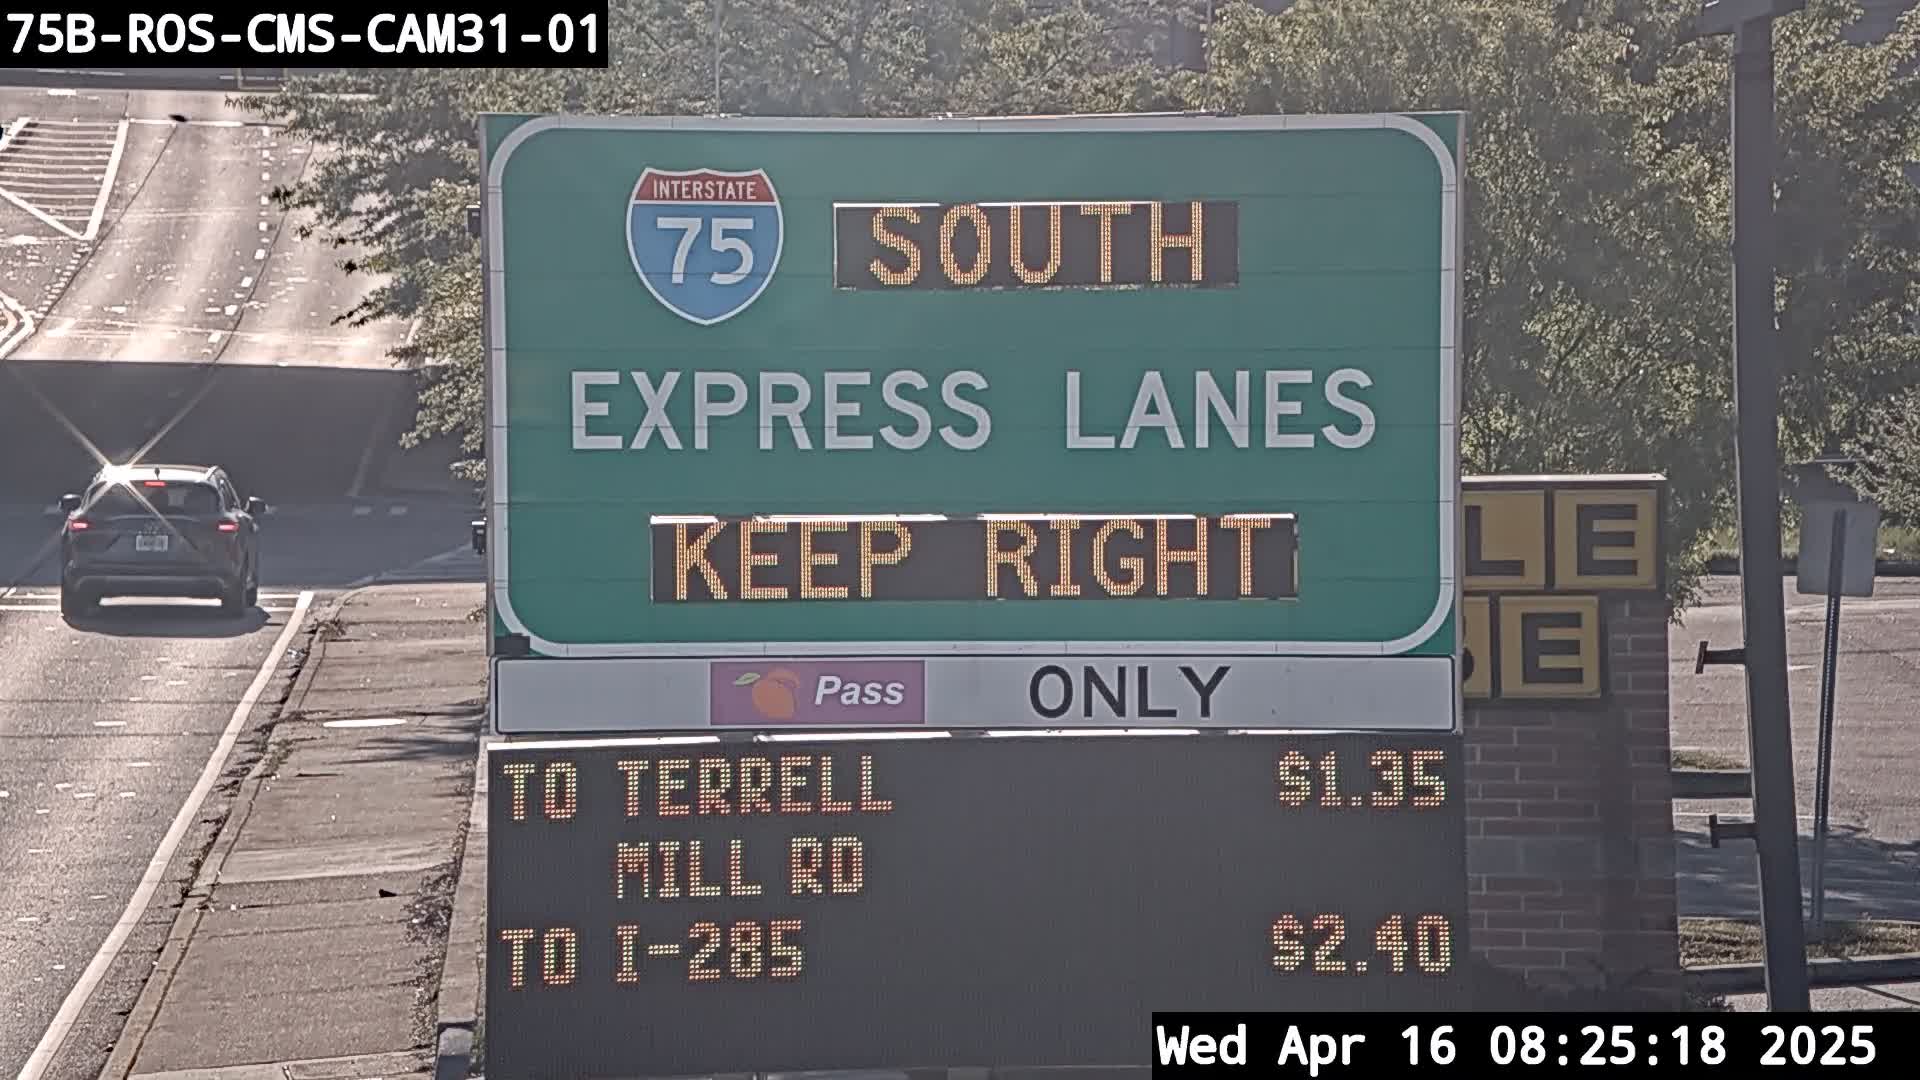 75B-ROS-CMS-CAM31-01
INTERSTATE
75
SOUTH
EXPRESS LANES
KEEP RIGHT
Pass ONLY
TO TERRELL $1.35
MILL RD
TO I-285 $2.40
LE
E
Wed Apr 16 08:25:18 2025